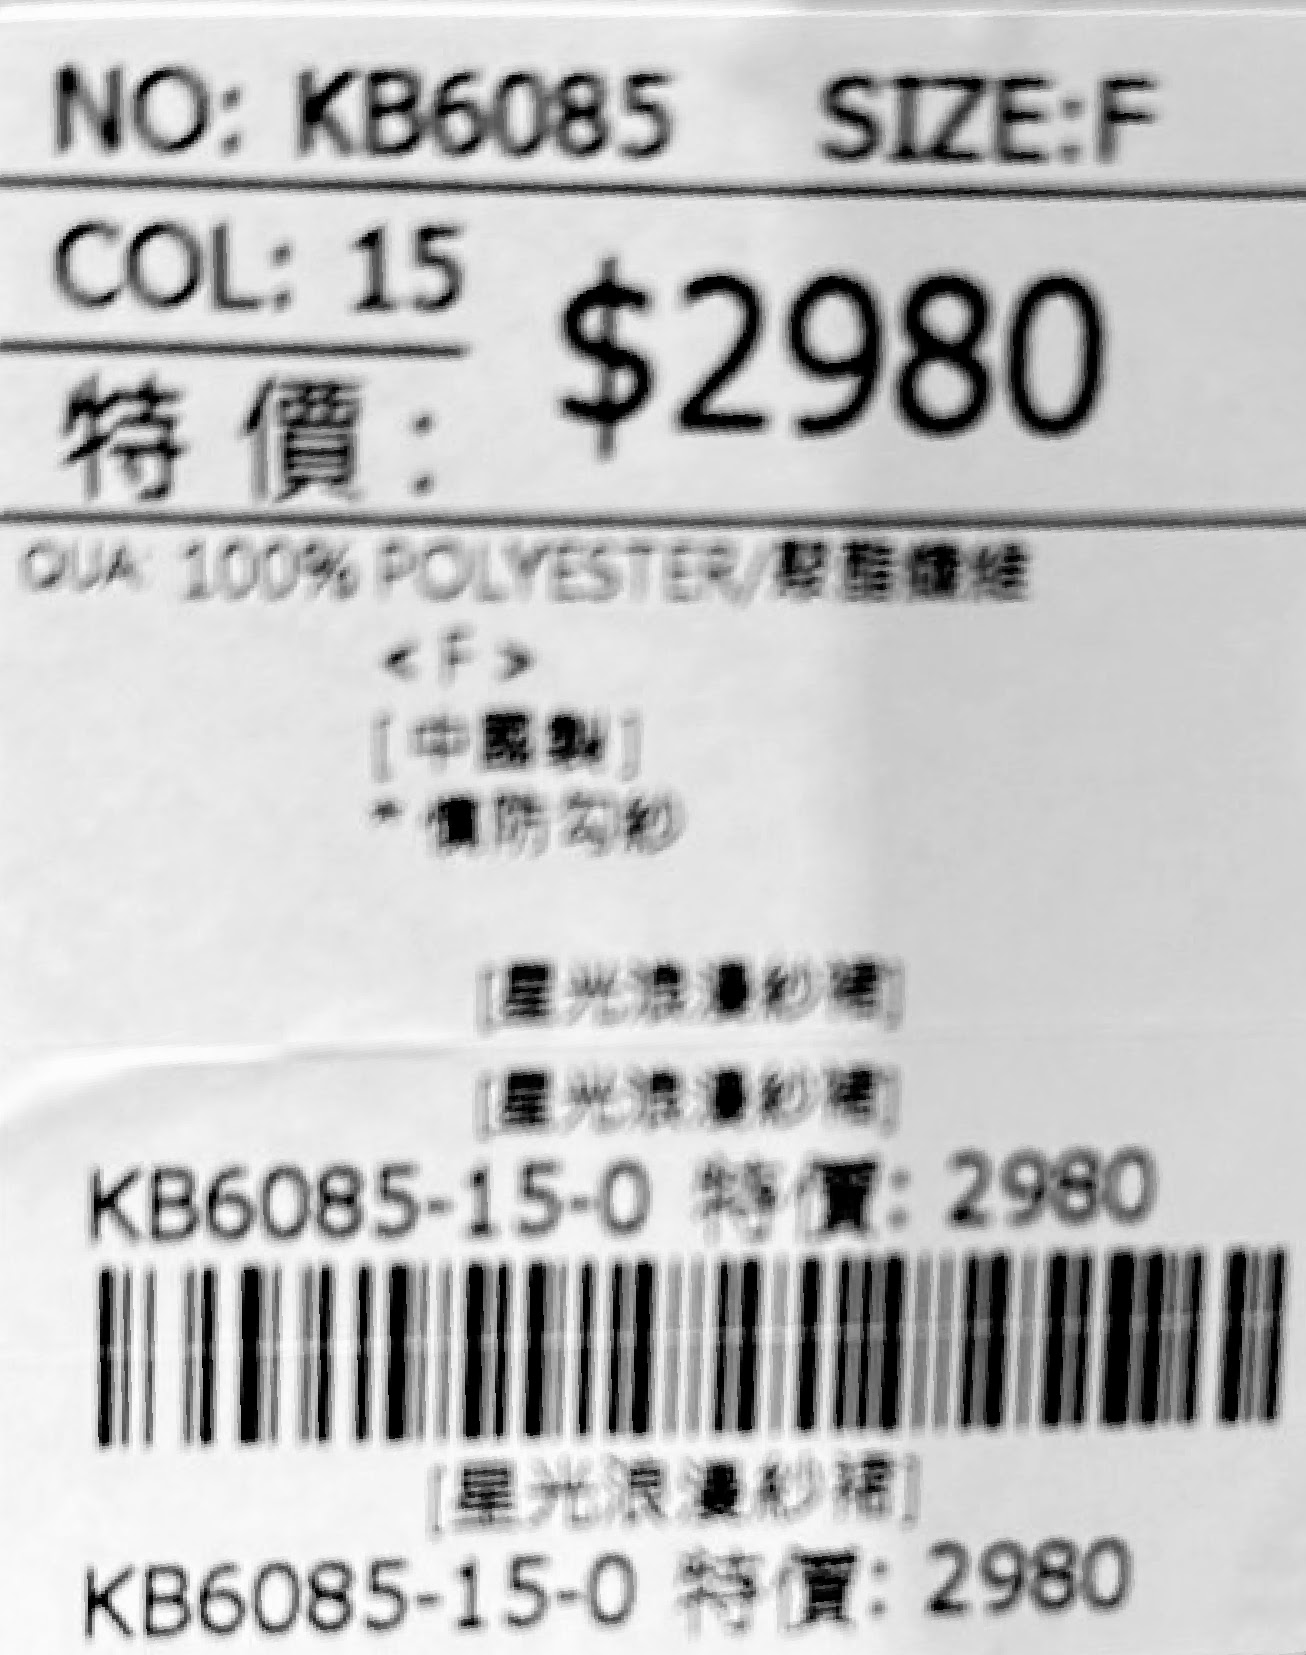 NO: KB6085 SIZE:F
COL: 15
$2980
特價:
QUA: 100% POLYESTER/聚酯纖維
< F >
[中國製]
* 慎防勾紗
[星光浪漫紗裙]
[星光浪漫紗裙]
KB6085-15-0 特價: 2980
[星光浪漫紗裙]
KB6085-15-0 特價: 2980